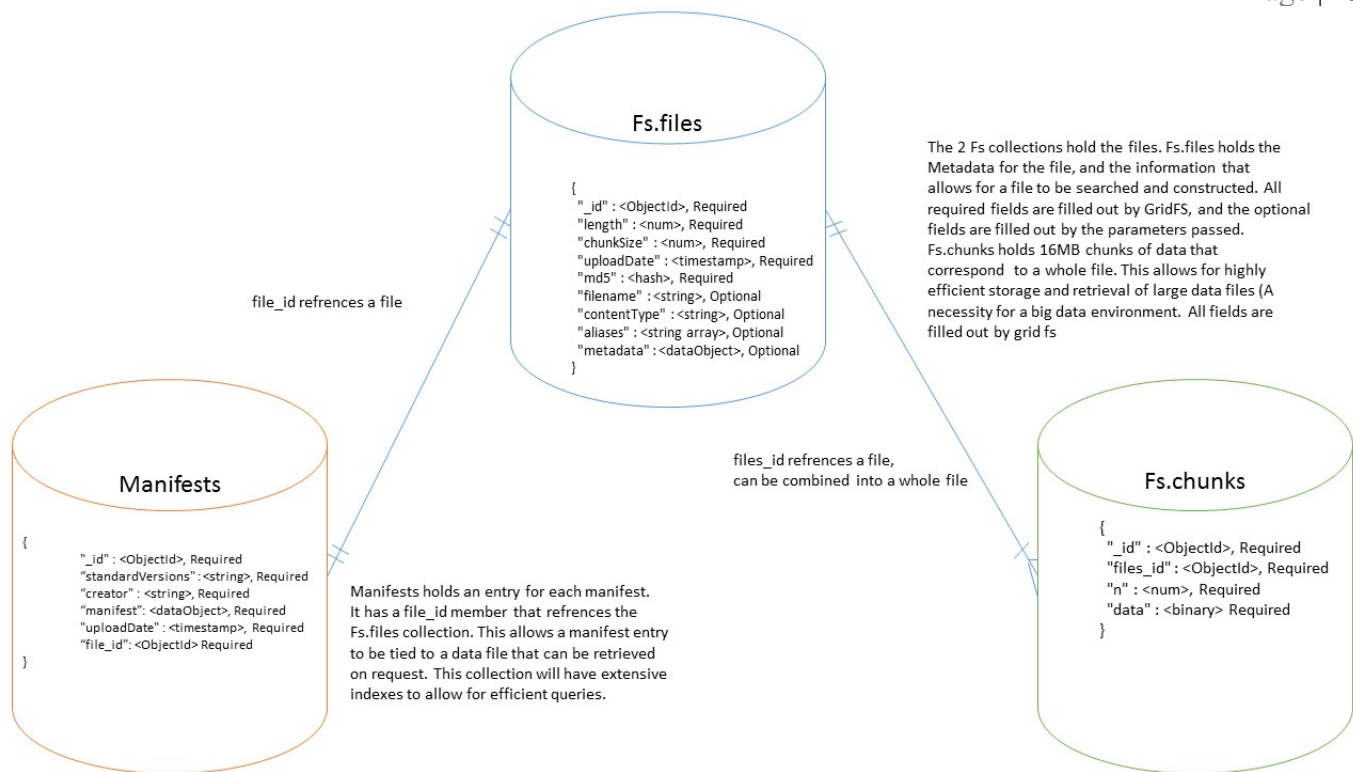 Fs.files
{
"_id" : <ObjectId>, Required
"length" : <num>, Required
"chunkSize" : <num>, Required
"uploadDate" : <timestamp>, Required
"md5" : <hash>, Required
"filename" : <string>, Optional
"contentType" : <string>, Optional
"aliases" : <string array>, Optional
"metadata" :<dataObject>, Optional
}
The 2 Fs collections hold the files. Fs.files holds the
Metadata for the file, and the information that
allows for a file to be searched and constructed. All
required fields are filled out by GridFS, and the optional
fields are filled out by the parameters passed.
Fs.chunks holds 16MB chunks of data that
correspond to a whole file. This allows for highly
efficient storage and retrieval of large data files (A
necessity for a big data environment. All fields are
filled out by grid fs
file_id refrences a file
files_id refrences a file,
can be combined into a whole file
Manifests
{
"_id" : <ObjectId>, Required
“standardVersions" : <string>, Required
“creator" : <string>, Required
“manifest”: <dataObject>, Required
"uploadDate" : <timestamp>, Required
“file_id”: <ObjectId> Required
}
Manifests holds an entry for each manifest.
It has a file_id member that refrences the
Fs.files collection. This allows a manifest entry
to be tied to a data file that can be retrieved
on request. This collection will have extensive
indexes to allow for efficient queries.
Fs.chunks
{
"_id" : <ObjectId>, Required
"files_id" : <ObjectId>, Required
"n" : <num>, Required
"data" : <binary> Required
}